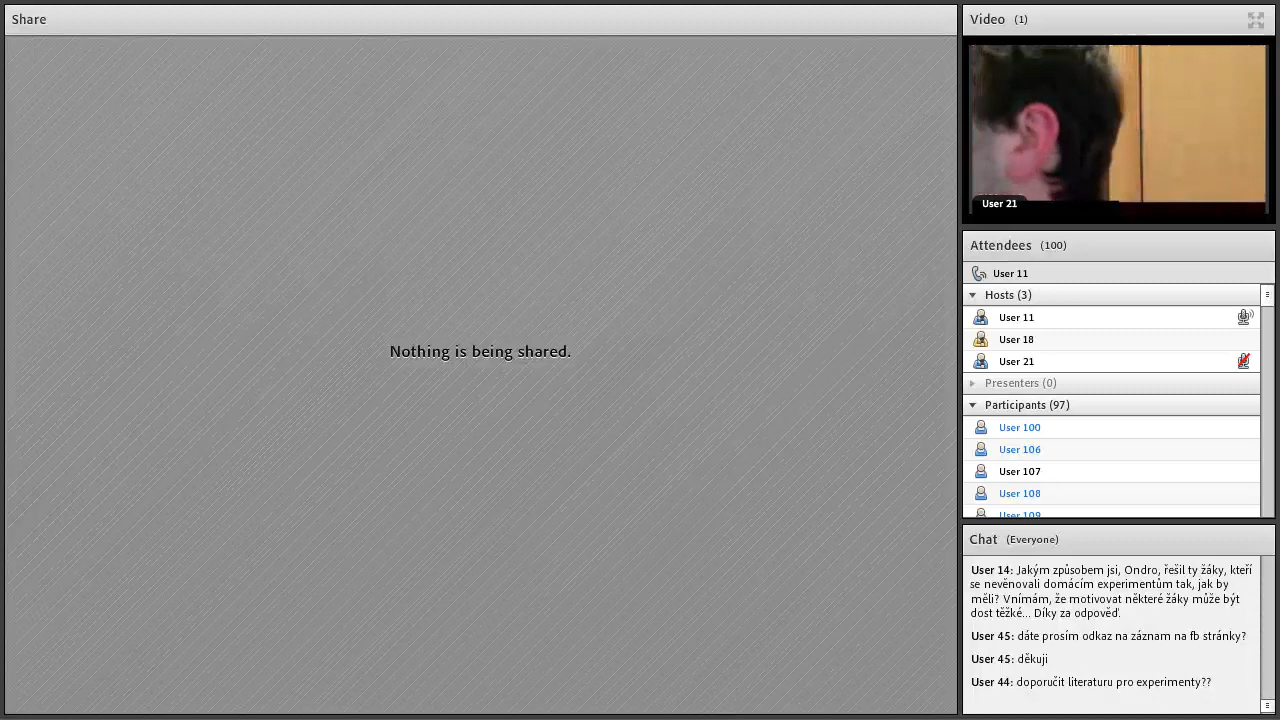 Share
Nothing is being shared.
Video (1)
User 21
Attendees (100)
User 11
Hosts (3)
User 11
User 18
User 21
Presenters (0)
Participants (97)
User 100
User 106
User 107
User 108
User 109
Chat (Everyone)
User 14: Jakým způsobem jsi, Ondro, řešil ty žáky, kteří
se nevěnovali domácím experimentům tak, jak by
měli? Vnímám, že motivovat některé žáky může být
dost těžké... Díky za odpověď.
User 45: dáte prosím odkaz na záznam na fb stránky?
User 45: děkuji
User 44: doporučit literaturu pro experimenty??